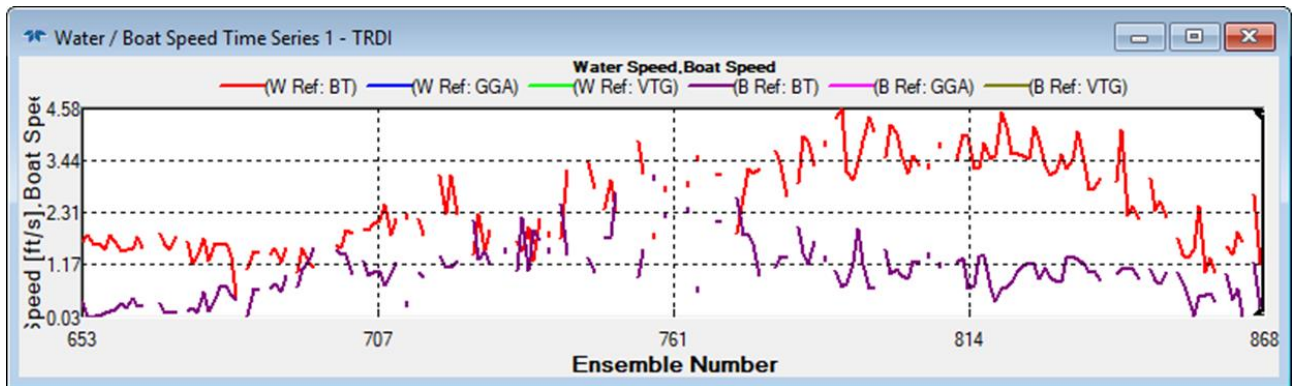 Water / Boat Speed Time Series 1 - TRDI
Water Speed,Boat Speed
(W Ref: BT) (W Ref: GGA) (W Ref: VTG) (B Ref: BT) (B Ref: GGA) (B Ref: VTG)
Speed [ft/s],Boat Spee
4.58
3.44
2.31
1.17
0.03
653 707 761 814 868
Ensemble Number